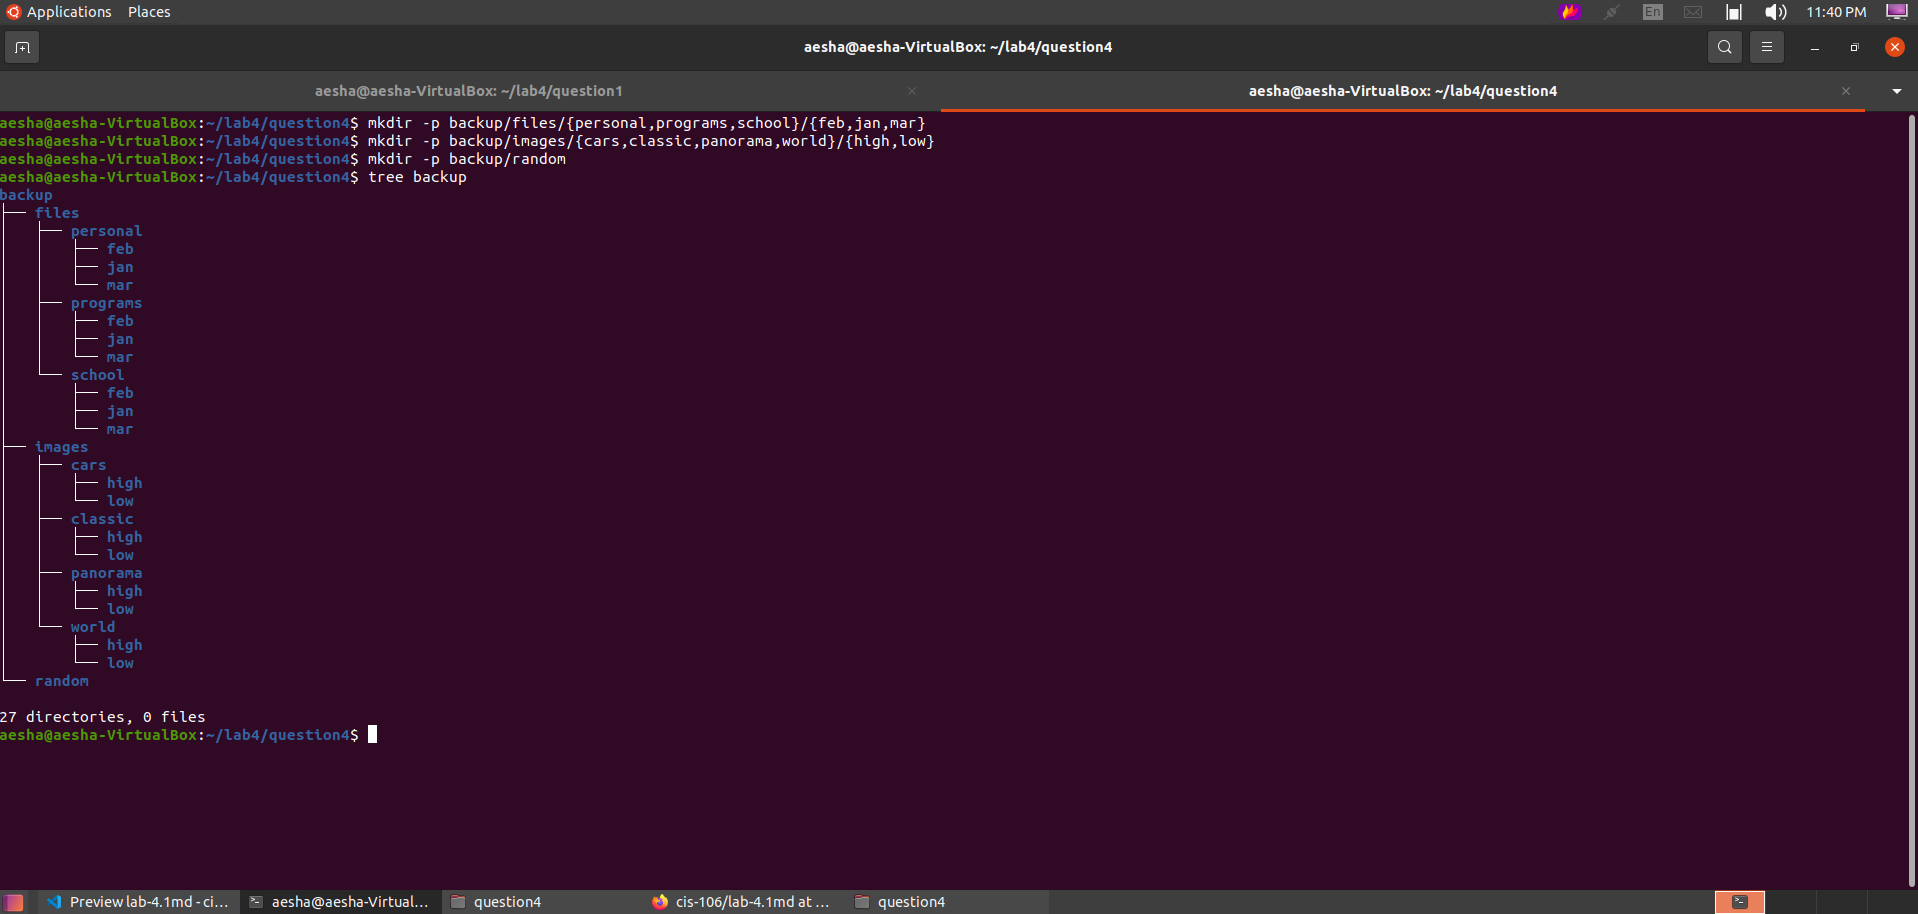 Applications Places En 11:40 PM
aesha@aesha-VirtualBox: ~/lab4/question4
aesha@aesha-VirtualBox: ~/lab4/question1 aesha@aesha-VirtualBox: ~/lab4/question4
aesha@aesha-VirtualBox:~/lab4/question4$ mkdir -p backup/files/{personal,programs,school}/{feb,jan,mar}
aesha@aesha-VirtualBox:~/lab4/question4$ mkdir -p backup/images/{cars,classic,panorama,world}/{high,low}
aesha@aesha-VirtualBox:~/lab4/question4$ mkdir -p backup/random
aesha@aesha-VirtualBox:~/lab4/question4$ tree backup
backup
├── files
│   ├── personal
│   │   ├── feb
│   │   ├── jan
│   │   └── mar
│   ├── programs
│   │   ├── feb
│   │   ├── jan
│   │   └── mar
│   └── school
│       ├── feb
│       ├── jan
│       └── mar
├── images
│   ├── cars
│   │   ├── high
│   │   └── low
│   ├── classic
│   │   ├── high
│   │   └── low
│   ├── panorama
│   │   ├── high
│   │   └── low
│   └── world
│       ├── high
│       └── low
└── random
27 directories, 0 files
aesha@aesha-VirtualBox:~/lab4/question4$
Preview lab-4.1md - ci... aesha@aesha-Virtual... question4 cis-106/lab-4.1md at ... question4